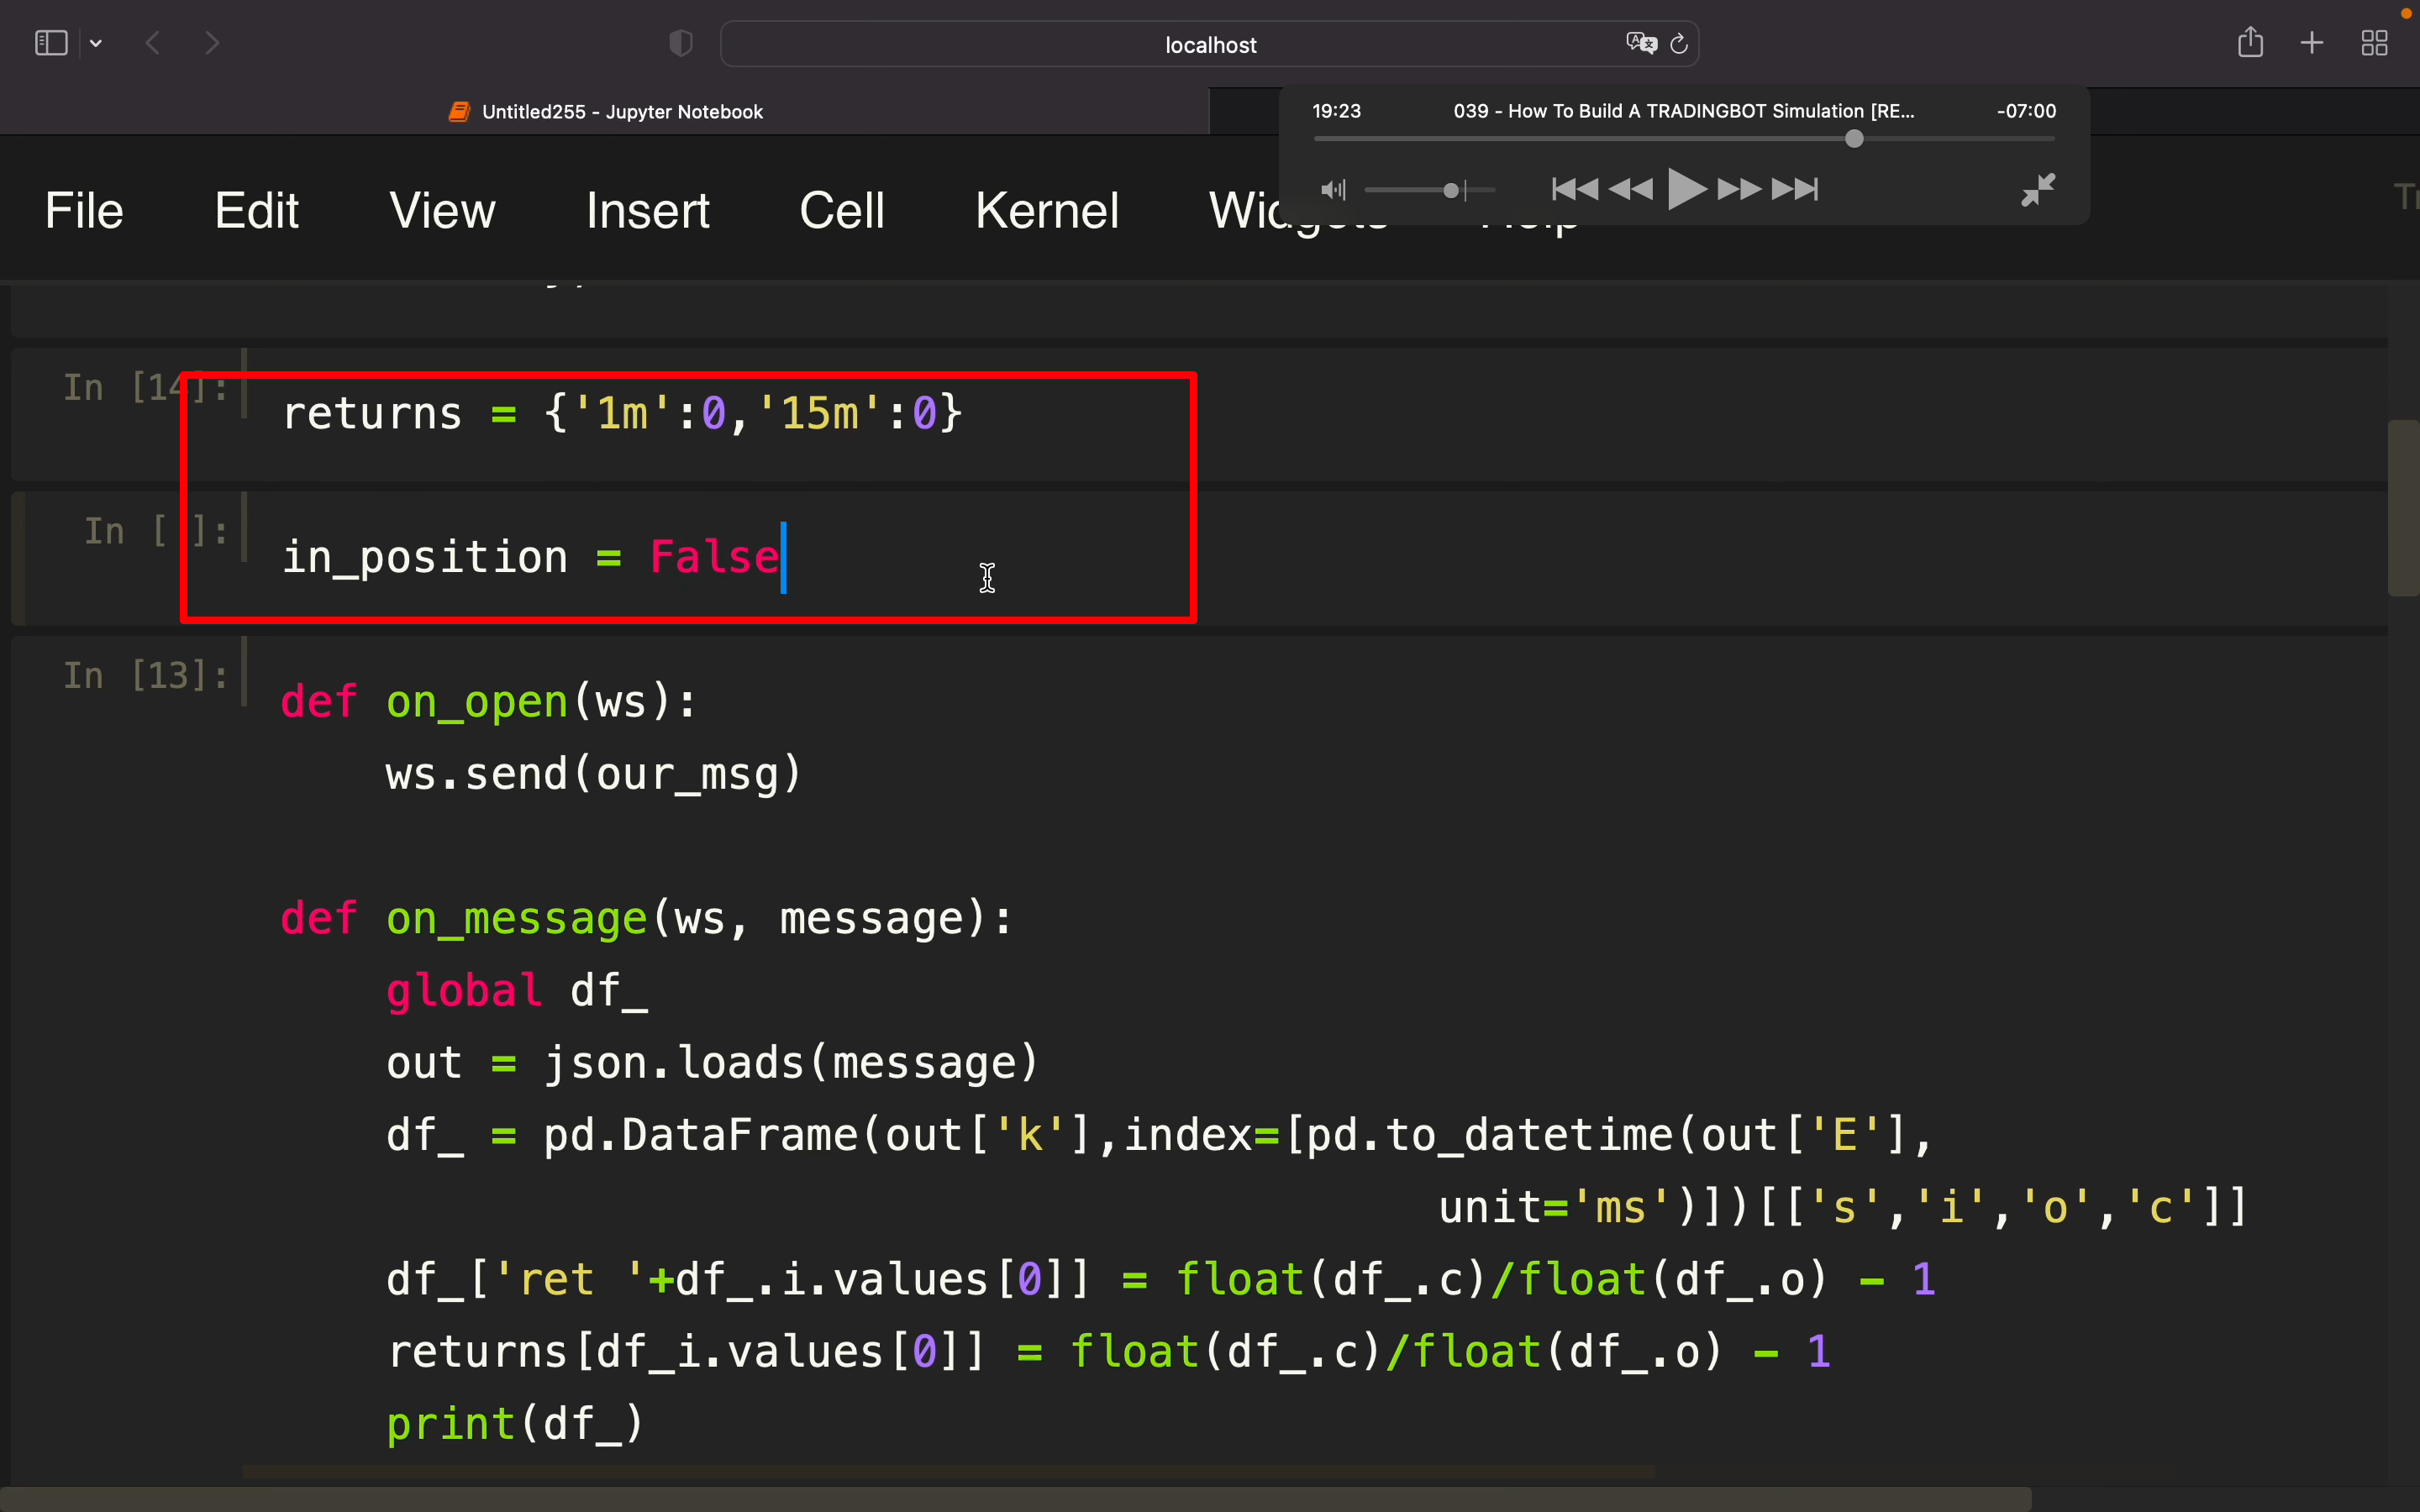 localhost
Untitled255 - Jupyter Notebook
19:23 039 - How To Build A TRADINGBOT Simulation [RE... -07:00
File Edit View Insert Cell Kernel
In [14]: returns = {'1m':0,'15m':0}
In [ ]: in_position = False
In [13]: def on_open(ws):
ws.send(our_msg)
def on_message(ws, message):
global df_
out = json.loads(message)
df_ = pd.DataFrame(out['k'],index=[pd.to_datetime(out['E'],
unit='ms')])[['s','i','o','c']]
df_['ret '+df_.i.values[0]] = float(df_.c)/float(df_.o) - 1
returns[df_i.values[0]] = float(df_.c)/float(df_.o) - 1
print(df_)